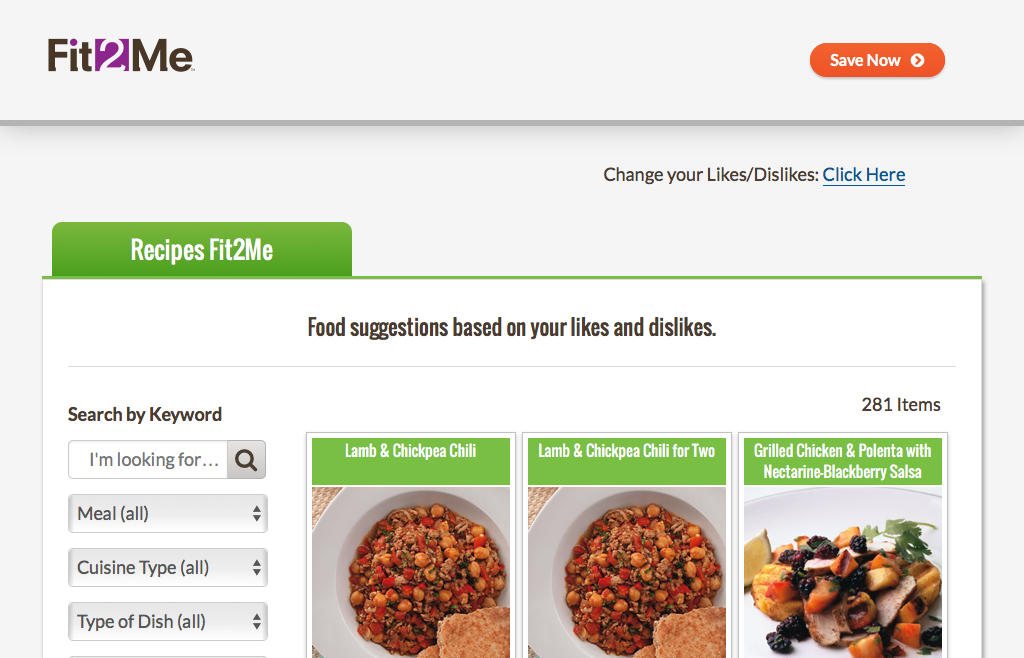 Fit2Me
Save Now
Change your Likes/Dislikes: Click Here
Recipes Fit2Me
Food suggestions based on your likes and dislikes.
281 Items
Search by Keyword
I'm looking for…
Meal (all)
Cuisine Type (all)
Type of Dish (all)
Lamb & Chickpea Chili
Lamb & Chickpea Chili for Two
Grilled Chicken & Polenta with
Nectarine-Blackberry Salsa